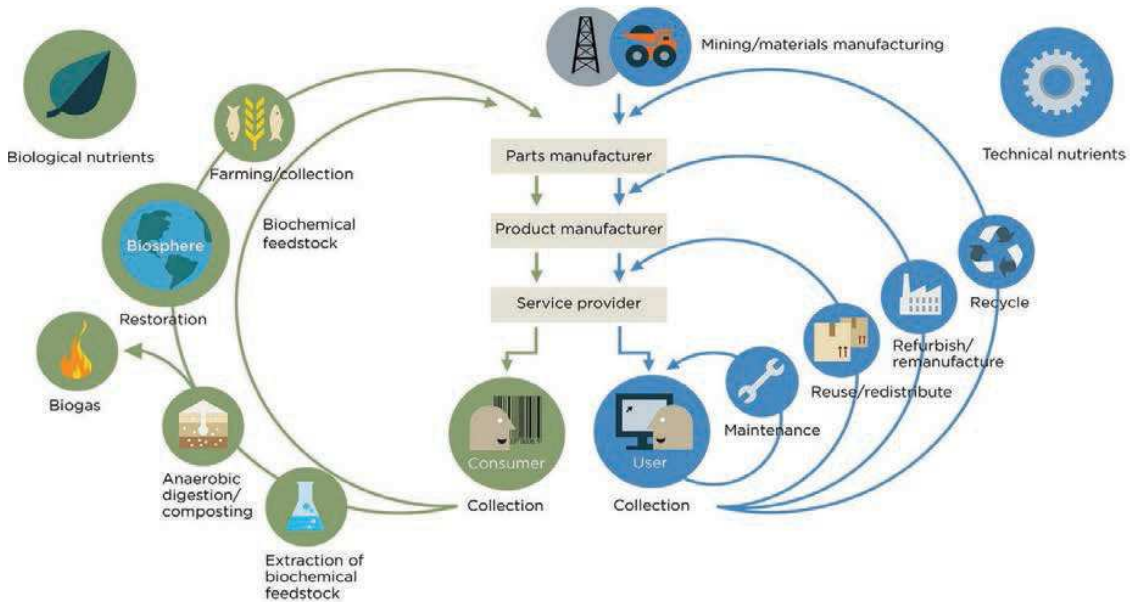 Mining/materials manufacturing
Biological nutrients
Technical nutrients
Farming/collection
Parts manufacturer
Biochemical
feedstock
Product manufacturer
Biosphere
Restoration
Service provider
Recycle
Refurbish/
remanufacture
Reuse/redistribute
Biogas
Maintenance
Consumer
User
Collection
Collection
Anaerobic
digestion/
composting
Extraction of
biochemical
feedstock